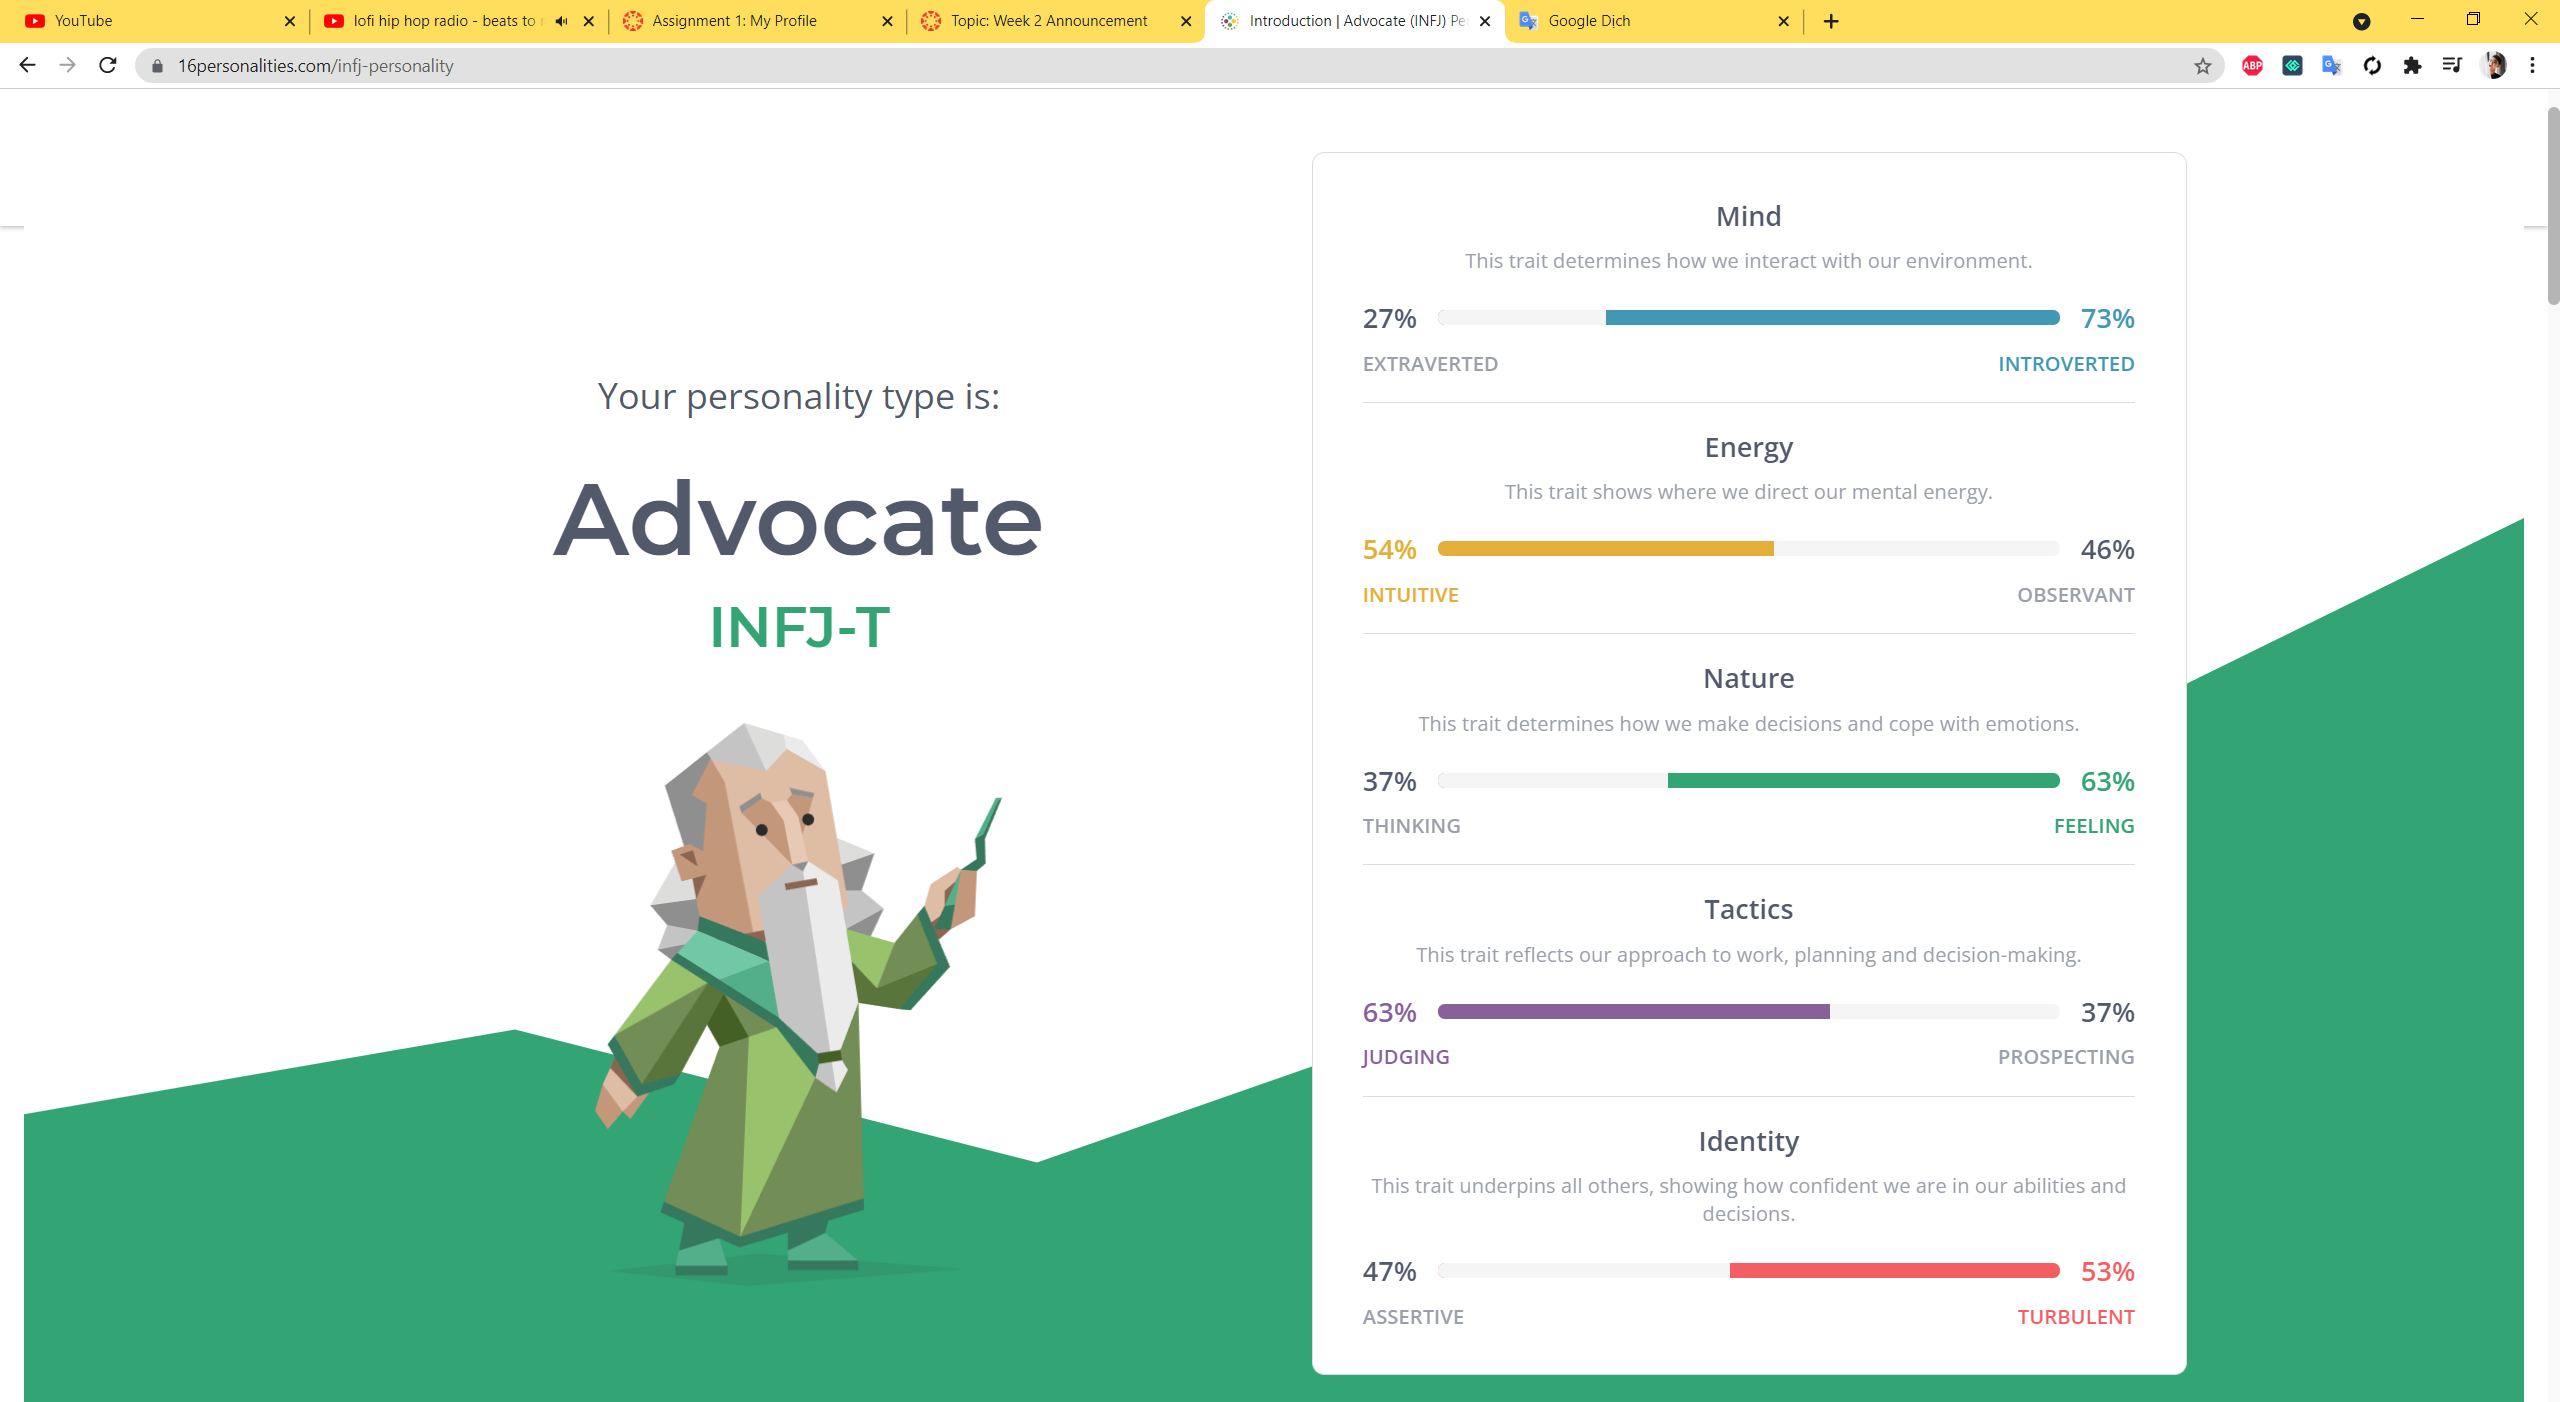 YouTube
lofi hip hop radio - beats to
Assignment 1: My Profile
Topic: Week 2 Announcement
Introduction | Advocate (INFJ) Pe
Google Dịch
16personalities.com/infj-personality
ABP
Your personality type is:
Advocate
INFJ-T
Mind
This trait determines how we interact with our environment.
27% 73%
EXTRAVERTED INTROVERTED
Energy
This trait shows where we direct our mental energy.
54% 46%
INTUITIVE OBSERVANT
Nature
This trait determines how we make decisions and cope with emotions.
37% 63%
THINKING FEELING
Tactics
This trait reflects our approach to work, planning and decision-making.
63% 37%
JUDGING PROSPECTING
Identity
This trait underpins all others, showing how confident we are in our abilities and
decisions.
47% 53%
ASSERTIVE TURBULENT